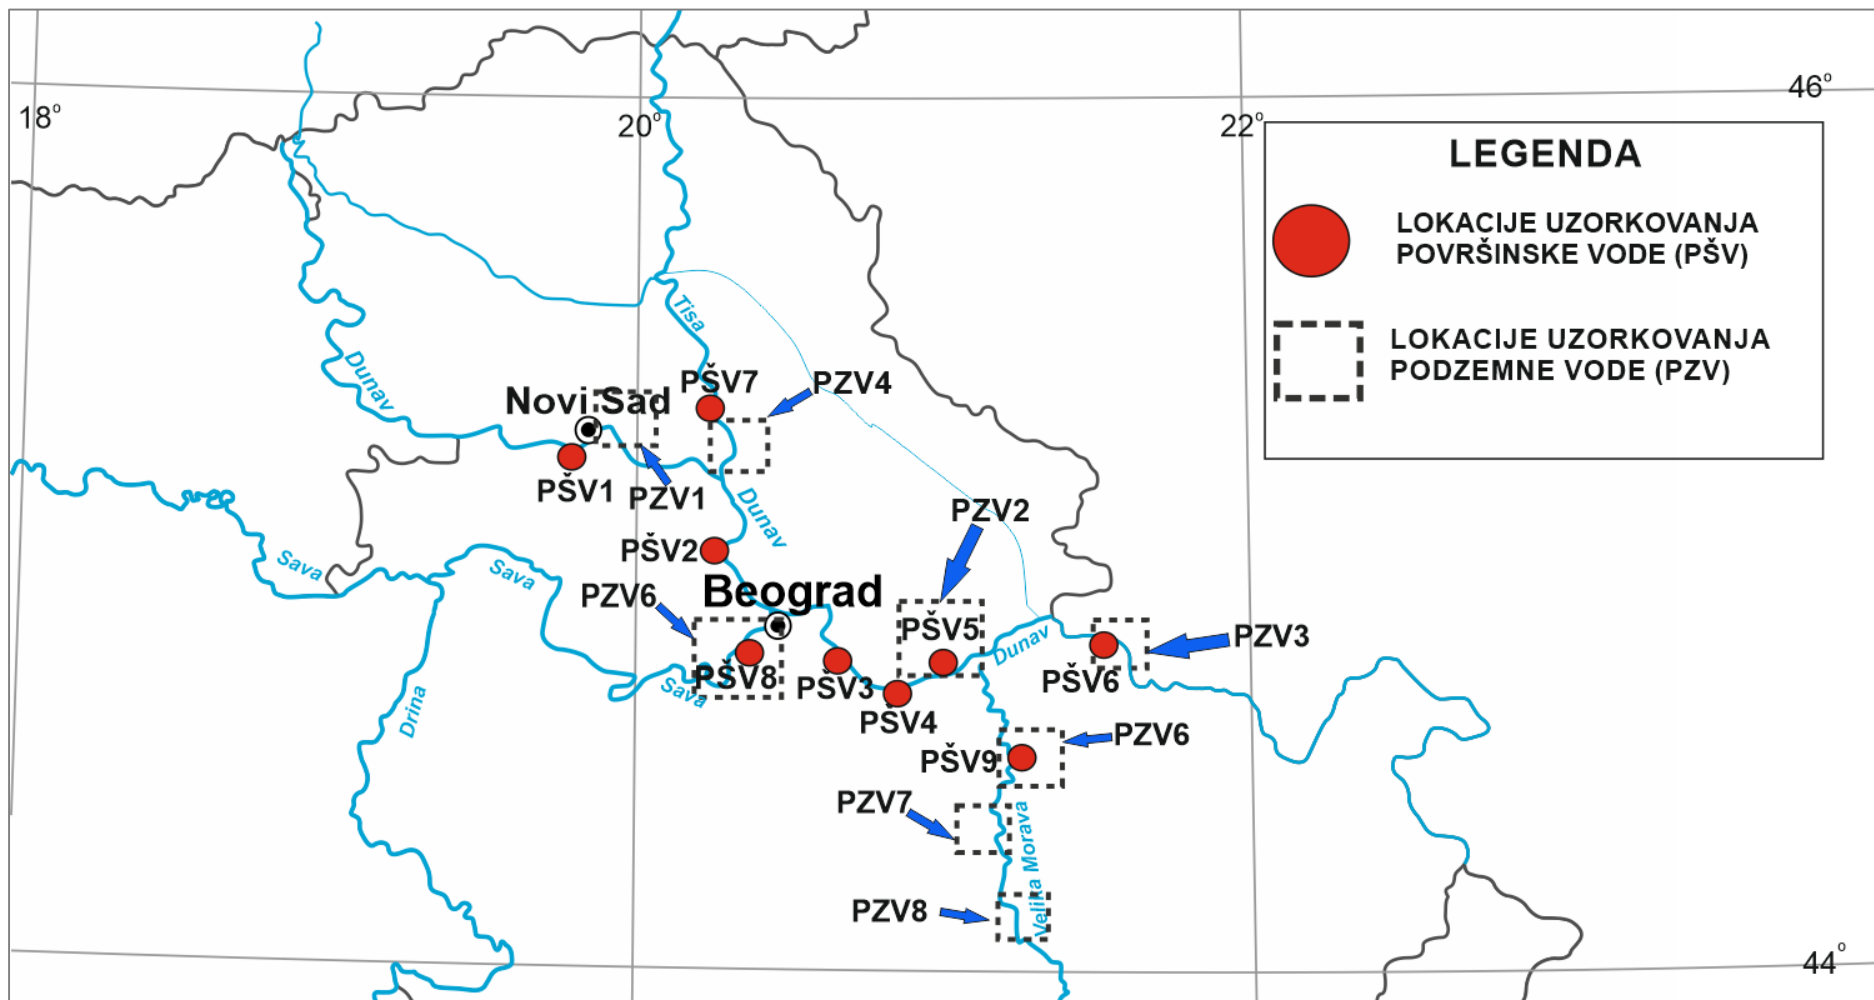 46°
18°
20°
22°
LEGENDA
LOKACIJE UZORKOVANJA
POVRŠINSKE VODE (PŠV)
LOKACIJE UZORKOVANJA
PODZEMNE VODE (PZV)
Tisa
Dunav
Novi Sad
PŠV7
PZV4
PŠV1
PZV1
Dunav
PZV2
PŠV2
Sava
Sava
PZV6
Beograd
PŠV5
Dunav
PZV3
PŠV8
Sava
PŠV3
PŠV6
PŠV4
Drina
PŠV9
PZV6
PZV7
Velika Morava
PZV8
44°